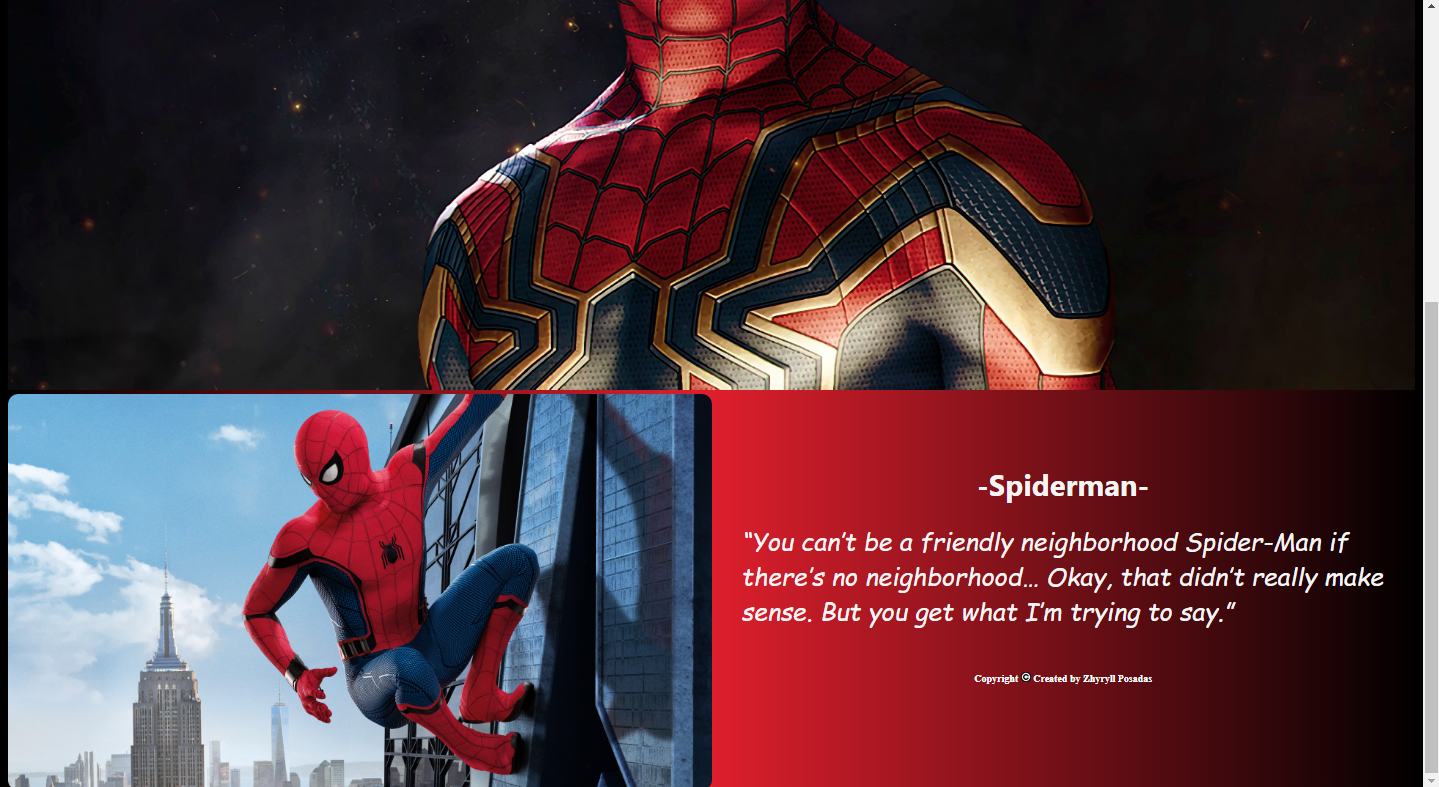 -Spiderman-
“You can’t be a friendly neighborhood Spider-Man if
there’s no neighborhood… Okay, that didn’t really make
sense. But you get what I’m trying to say.”
Copyright © Created by Zhyryll Posadas